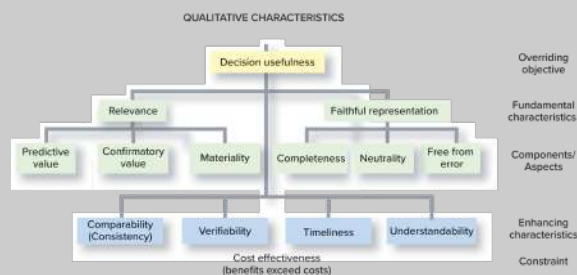 QUALITATIVE CHARACTERISTICS
Decision usefulness
Overriding
objective
Relevance
Faithful representation
Fundamental
characteristics
Predictive
value
Confirmatory
value
Materiality
Completeness
Neutrality
Free from
error
Components/
Aspects
Comparability
(Consistency)
Verifiability
Timeliness
Understandability
Enhancing
characteristics
Cost effectiveness
(benefits exceed costs)
Constraint